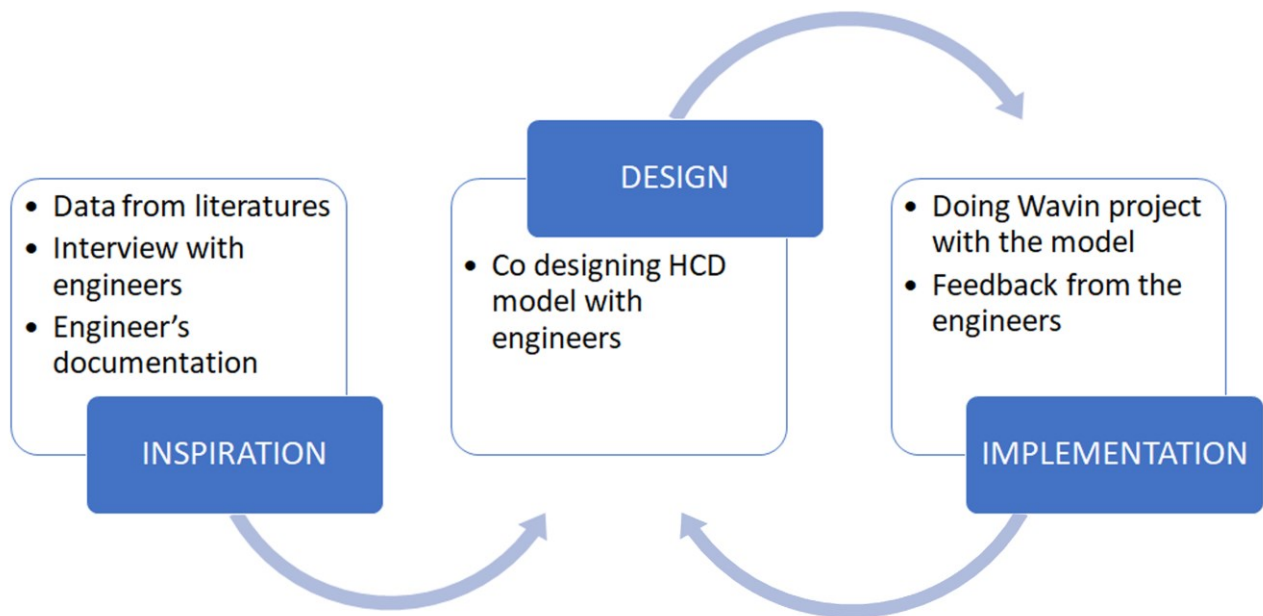 • Data from literatures
• Interview with
engineers
• Engineer’s
documentation
INSPIRATION
DESIGN
• Co designing HCD
model with
engineers
• Doing Wavin project
with the model
• Feedback from the
engineers
IMPLEMENTATION